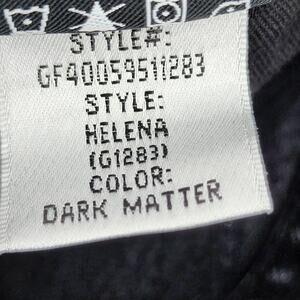 STYLE#:
GF40059511283
STYLE:
HELENA
(G1283)
COLOR:
DARK MATTER